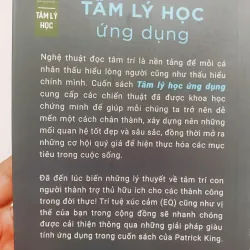 TÂM LÝ HỌC
TÂM LÝ
HỌC
ứng dụng
Nghệ thuật đọc tâm trí là nền tảng để mỗi cá
nhân thấu hiểu lòng người cũng như thấu hiểu
chính mình. Cuốn sách Tâm lý học ứng dụng
cung cấp các chiến thuật đã được khoa học
chứng minh để giúp mỗi chúng ta trở nên dễ
mến một cách chân thành, xây dựng nên những
mối quan hệ tốt đẹp và sâu sắc, đồng thời mở ra
những cơ hội quý giá để hiện thực hóa các mục
tiêu trong cuộc sống.
Đã đến lúc biến những lý thuyết về tâm trí con
người thành trợ thủ hữu ích cho các thành công
trong đời thực! Trí tuệ xúc cảm (EQ) cũng như vị
thế của bạn trong cộng đồng sẽ nhanh chóng
được cải thiện thông qua những giải pháp giàu
tính ứng dụng trong cuốn sách của Patrick King.